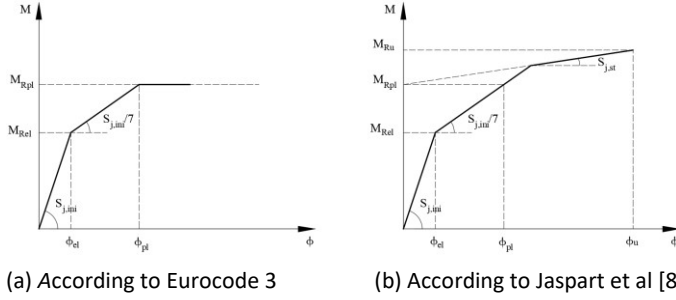 M
M_Rpl
M_Rel
S_j,ini/7
S_j,ini
ϕ_el
ϕ_pl
ϕ
M
M_Ru
M_Rpl
M_Rel
S_j,st
S_j,ini/7
S_j,ini
ϕ_el
ϕ_pl
ϕ_u
ϕ
(a) According to Eurocode 3
(b) According to Jaspart et al [8